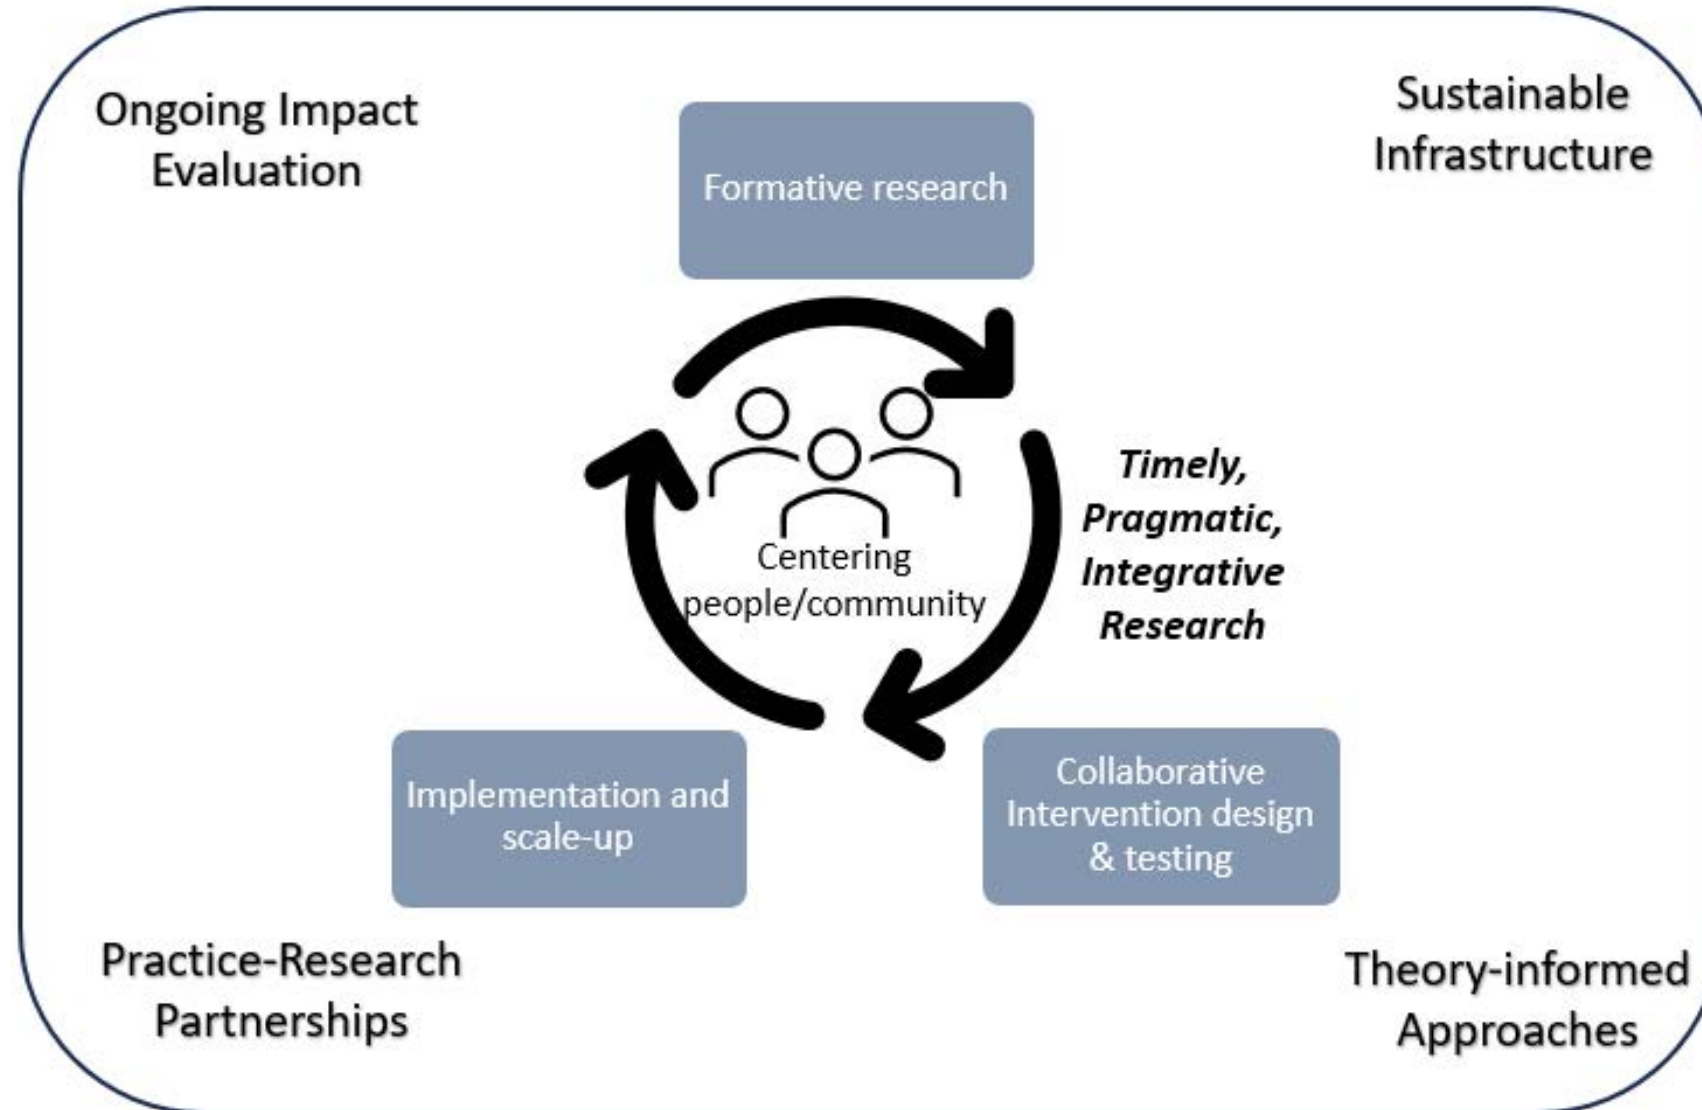 Ongoing Impact
Evaluation
Sustainable
Infrastructure
Formative research
Timely,
Pragmatic,
Integrative
Research
Centering
people/community
Implementation and
scale-up
Collaborative
Intervention design
& testing
Practice-Research
Partnerships
Theory-informed
Approaches